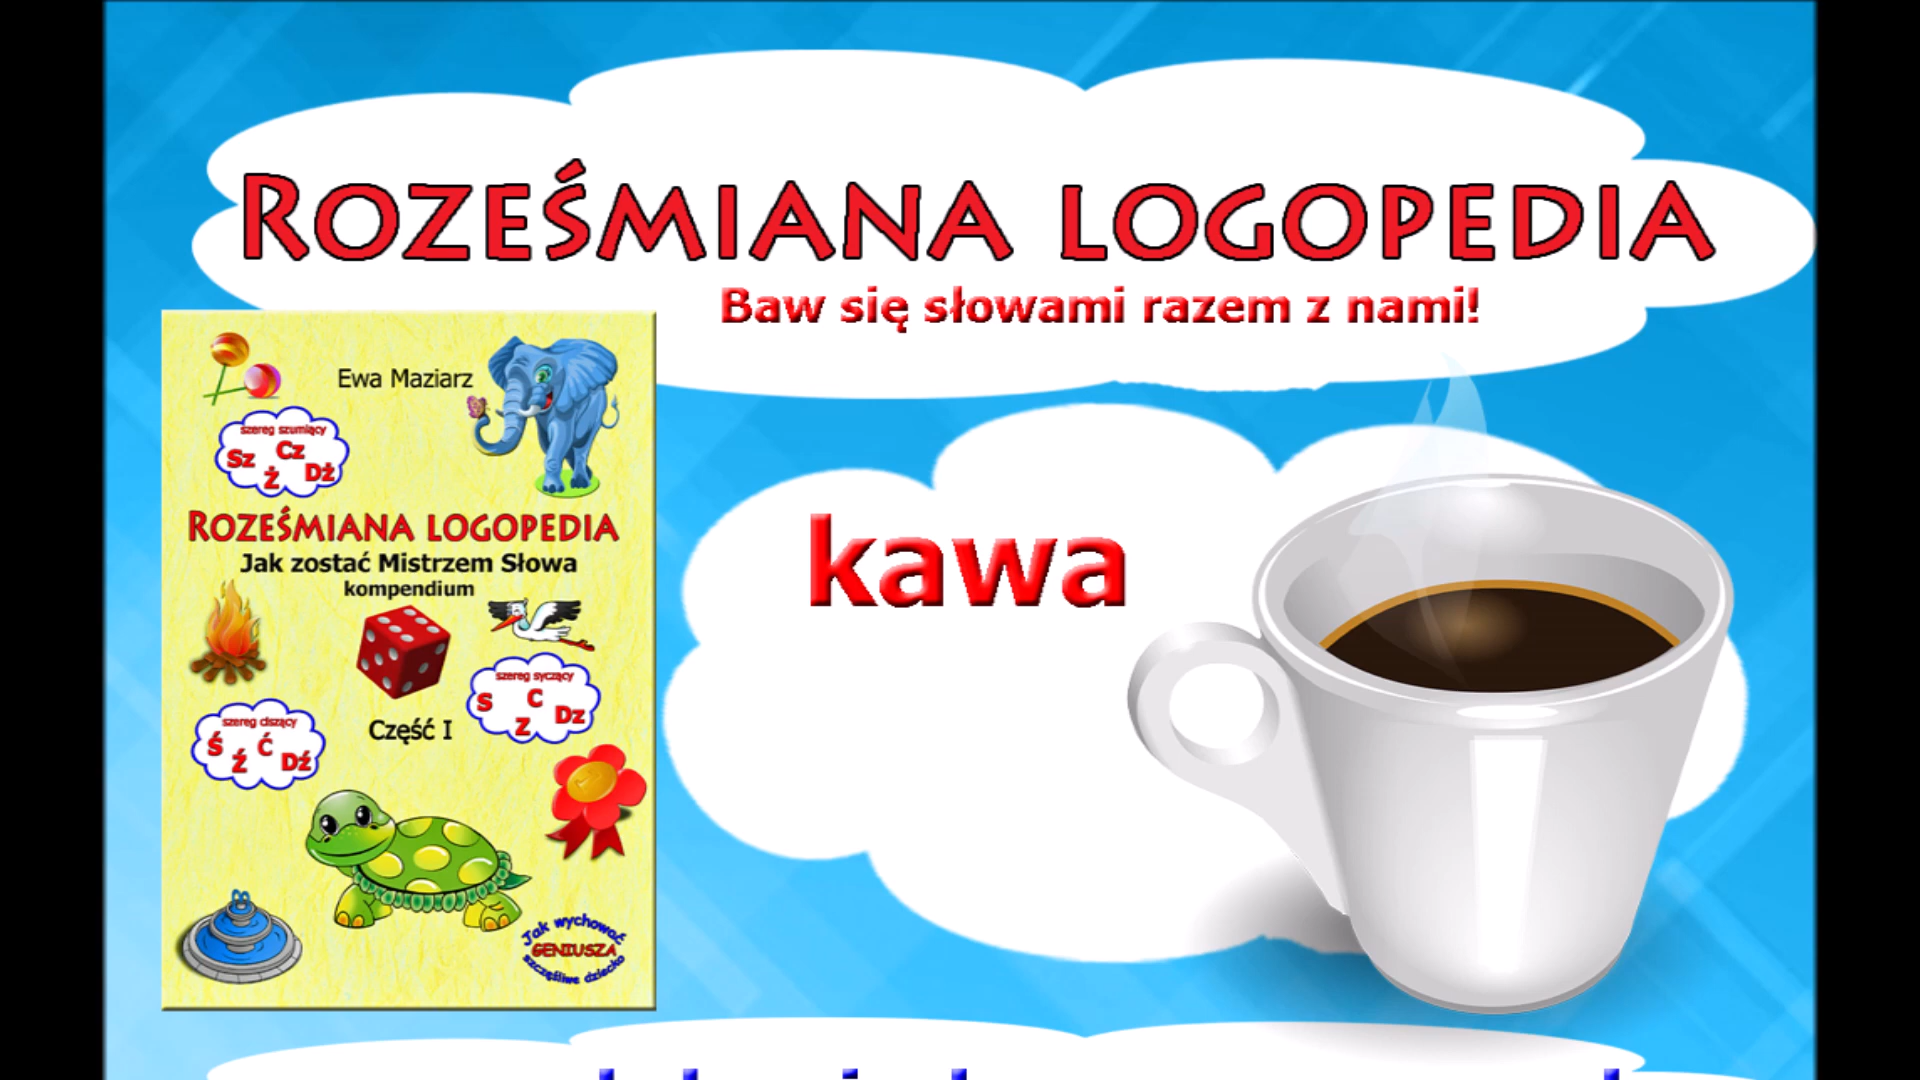 ROZEŚMIANA LOGOPEDIA
Baw się słowami razem z nami!
Ewa Maziarz
szereg szumiący
Sz Cz
Ż Dż
ROZEŚMIANA LOGOPEDIA
Jak zostać Mistrzem Słowa
kompendium
szereg syczący
S C
Z Dz
szereg ciszący
Ś Ć
Ź Dź
Część I
Jak wychować
GENIUSZA
szczęśliwe dziecko
kawa